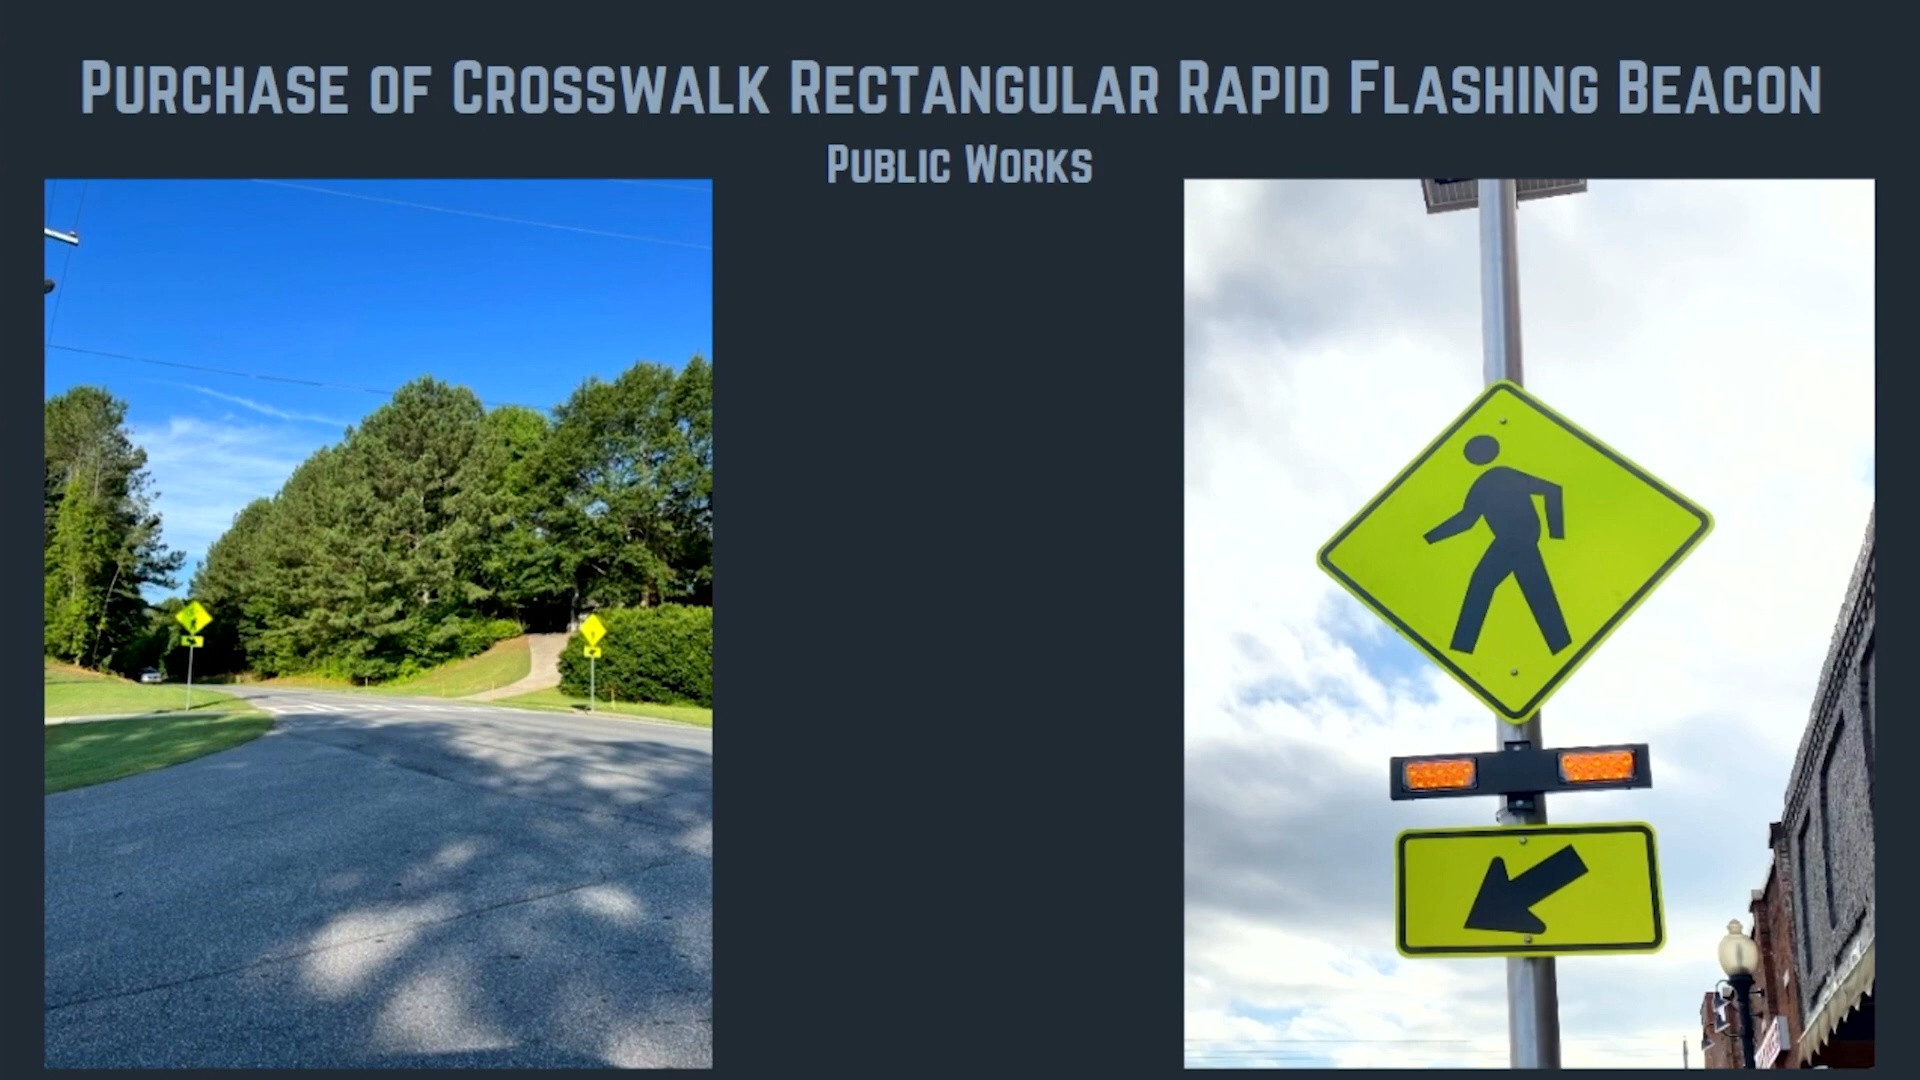 Purchase of Crosswalk Rectangular Rapid Flashing Beacon
Public Works